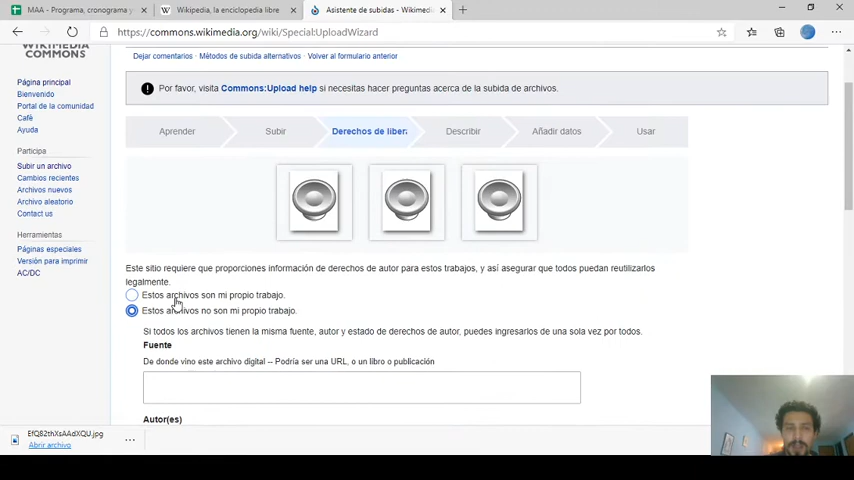 MAA - Programa, cronograma y
Wikipedia, la enciclopedia libre
Asistente de subidas - Wikimedi
https://commons.wikimedia.org/wiki/Special:UploadWizard
WIKIMEDIA
COMMONS
Dejar comentarios
Métodos de subida alternativos
Volver al formulario anterior
Página principal
Bienvenido
Portal de la comunidad
Café
Ayuda
Por favor, visita Commons:Upload help si necesitas hacer preguntas acerca de la subida de archivos.
Aprender
Subir
Derechos de libera
Describir
Añadir datos
Usar
Participa
Subir un archivo
Cambios recientes
Archivos nuevos
Archivo aleatorio
Contact us
Herramientas
Páginas especiales
Versión para imprimir
AC/DC
Este sitio requiere que proporciones información de derechos de autor para estos trabajos, y así asegurar que todos puedan reutilizarlos
legalmente.
Estos archivos son mi propio trabajo.
Estos archivos no son mi propio trabajo.
Si todos los archivos tienen la misma fuente, autor y estado de derechos de autor, puedes ingresarlos de una sola vez por todos.
Fuente
De donde vino este archivo digital -- Podría ser una URL, o un libro o publicación
Autor(es)
EfQ82thXsAAdXQU.jpg
Abrir archivo